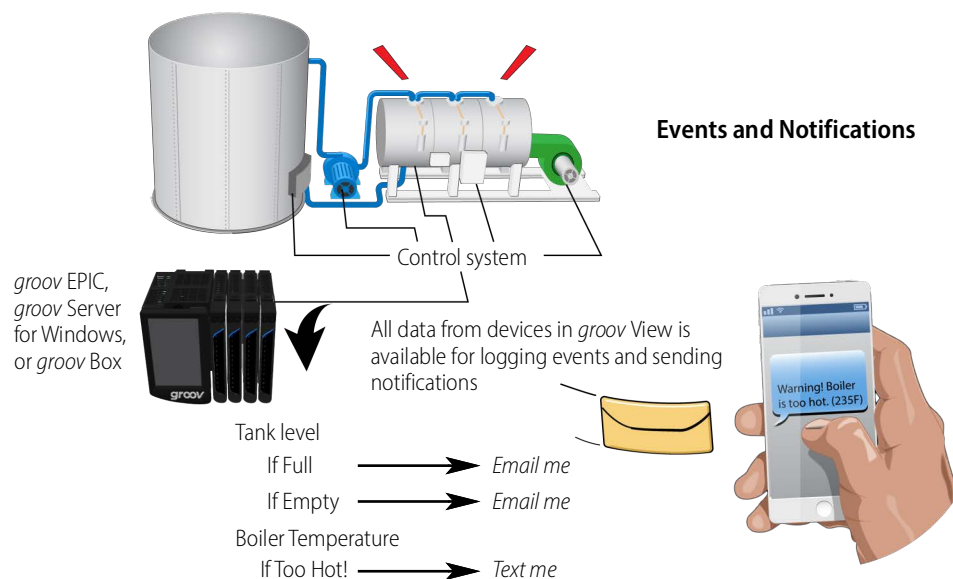 Events and Notifications
Control system
groov EPIC,
groov Server
for Windows,
or groov Box
groov
All data from devices in groov View is
available for logging events and sending
notifications
Warning! Boiler
is too hot. (235F)
Tank level
If Full
Email me
If Empty
Email me
Boiler Temperature
If Too Hot!
Text me